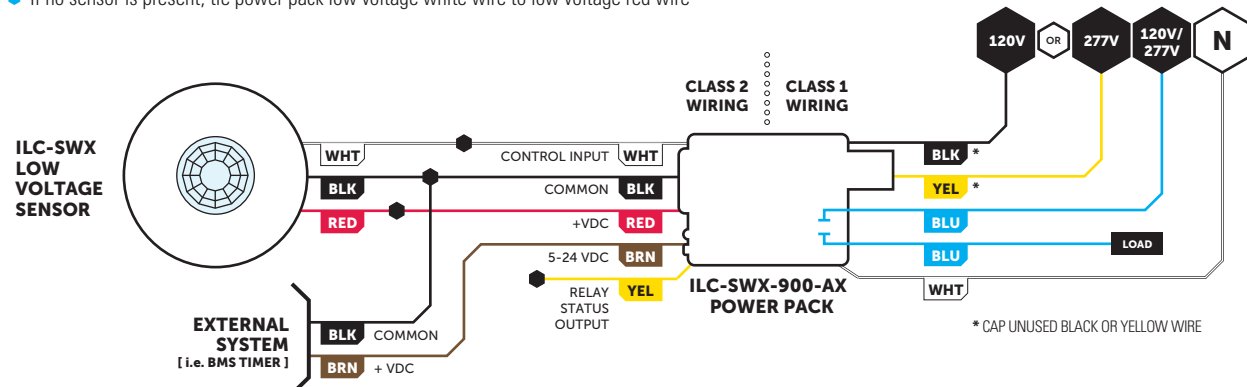 If no sensor is present, tie power pack low voltage white wire to low voltage red wire
120V
OR
277V
120V/
277V
N
CLASS 2
WIRING
CLASS 1
WIRING
ILC-SWX
LOW
VOLTAGE
SENSOR
WHT
CONTROL INPUT
WHT
BLK
COMMON
BLK
RED
+VDC
RED
5-24 VDC
BRN
RELAY
STATUS
OUTPUT
YEL
BLK *
YEL *
BLU
BLU
LOAD
WHT
ILC-SWX-900-AX
POWER PACK
* CAP UNUSED BLACK OR YELLOW WIRE
EXTERNAL
SYSTEM
[ i.e. BMS TIMER ]
BLK
COMMON
BRN
+ VDC